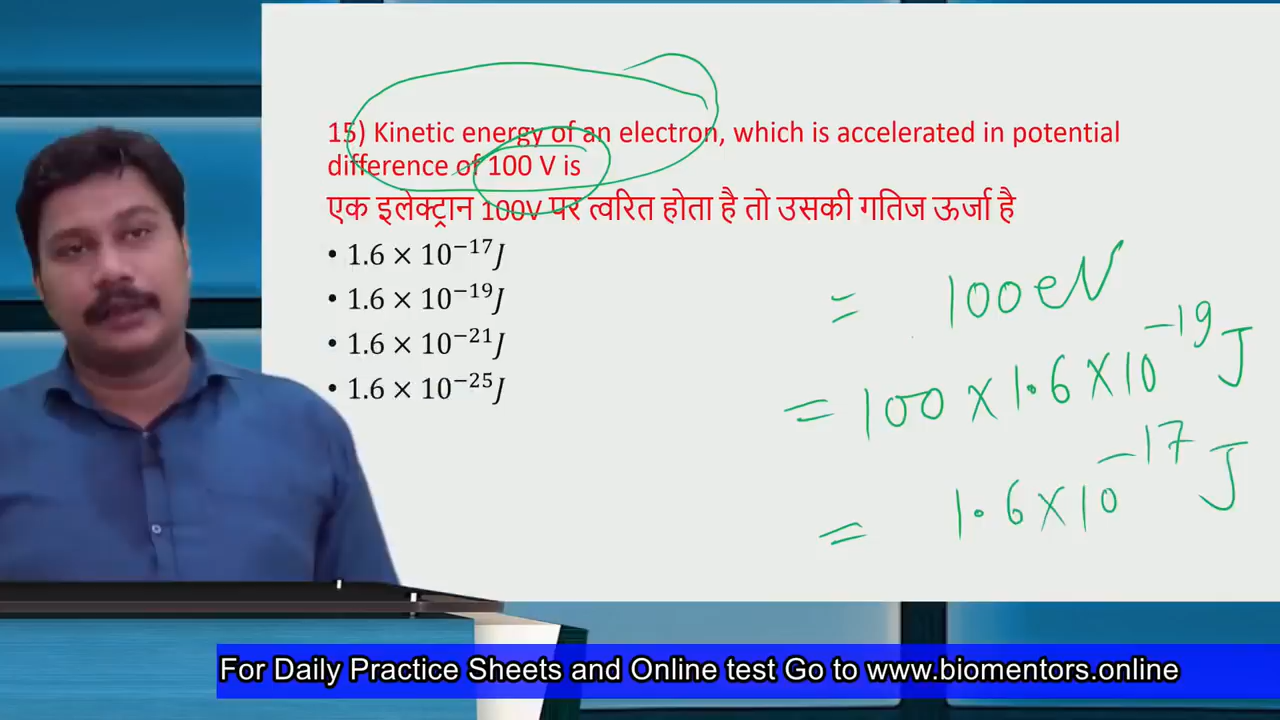 15) Kinetic energy of an electron, which is accelerated in potential
difference of 100 V is
एक इलेक्ट्रान 100V पर त्वरित होता है तो उसकी गतिज ऊर्जा है
• 1.6 × 10⁻¹⁷J
• 1.6 × 10⁻¹⁹J
• 1.6 × 10⁻²¹J
• 1.6 × 10⁻²⁵J
= 100eV
= 100 × 1.6 × 10⁻¹⁹ J
= 1.6 × 10⁻¹⁷ J
For Daily Practice Sheets and Online test Go to www.biomentors.online